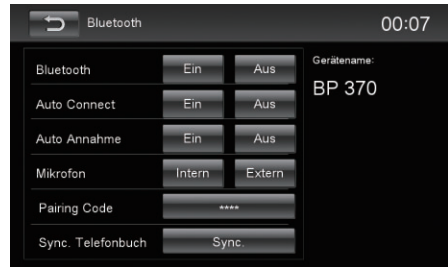 Bluetooth 00:07
Bluetooth Ein Aus
Auto Connect Ein Aus
Auto Annahme Ein Aus
Mikrofon Intern Extern
Pairing Code ****
Sync. Telefonbuch Sync.
Gerätename:
BP 370